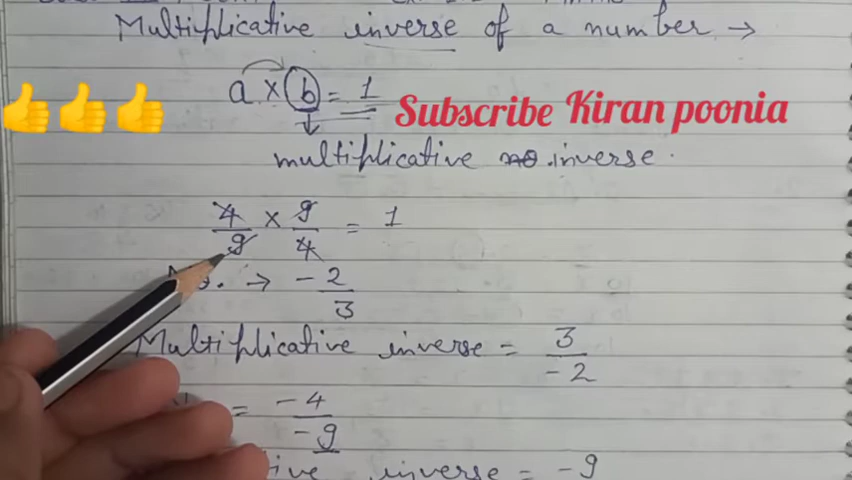 Multiplicative inverse of a number →
a × b = 1
Subscribe Kiran poonia
multiplicative inverse.
4/9 × 9/4 = 1
No. → -2/3
Multiplicative inverse = 3/-2
= -4/-9
inverse = -9